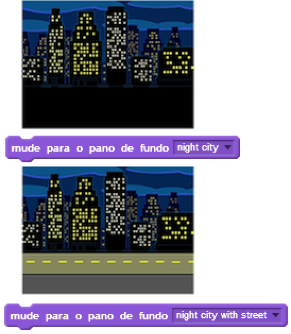 mude para o pano de fundo night city
mude para o pano de fundo night city with street